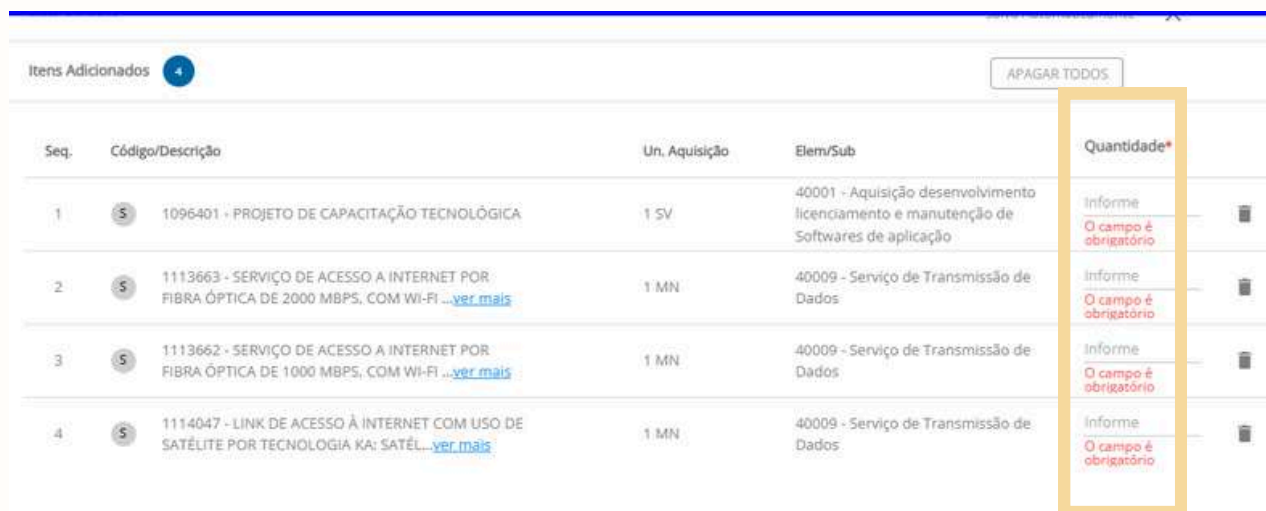 Itens Adicionados 4
APAGAR TODOS
Seq. Código/Descrição Un. Aquisição Elem/Sub Quantidade*
1 S 1096401 - PROJETO DE CAPACITAÇÃO TECNOLÓGICA 1 SV
40001 - Aquisição desenvolvimento
licenciamento e manutenção de
Softwares de aplicação
Informe
O campo é
obrigatório
2 S
1113663 - SERVIÇO DE ACESSO A INTERNET POR
FIBRA ÓPTICA DE 2000 MBPS, COM WI-FI ...ver mais
1 MN
40009 - Serviço de Transmissão de
Dados
Informe
O campo é
obrigatório
3 S
1113662 - SERVIÇO DE ACESSO A INTERNET POR
FIBRA ÓPTICA DE 1000 MBPS, COM WI-FI ...ver mais
1 MN
40009 - Serviço de Transmissão de
Dados
Informe
O campo é
obrigatório
4 S
1114047 - LINK DE ACESSO À INTERNET COM USO DE
SATÉLITE POR TECNOLOGIA KA: SATÉL...ver mais
1 MN
40009 - Serviço de Transmissão de
Dados
Informe
O campo é
obrigatório